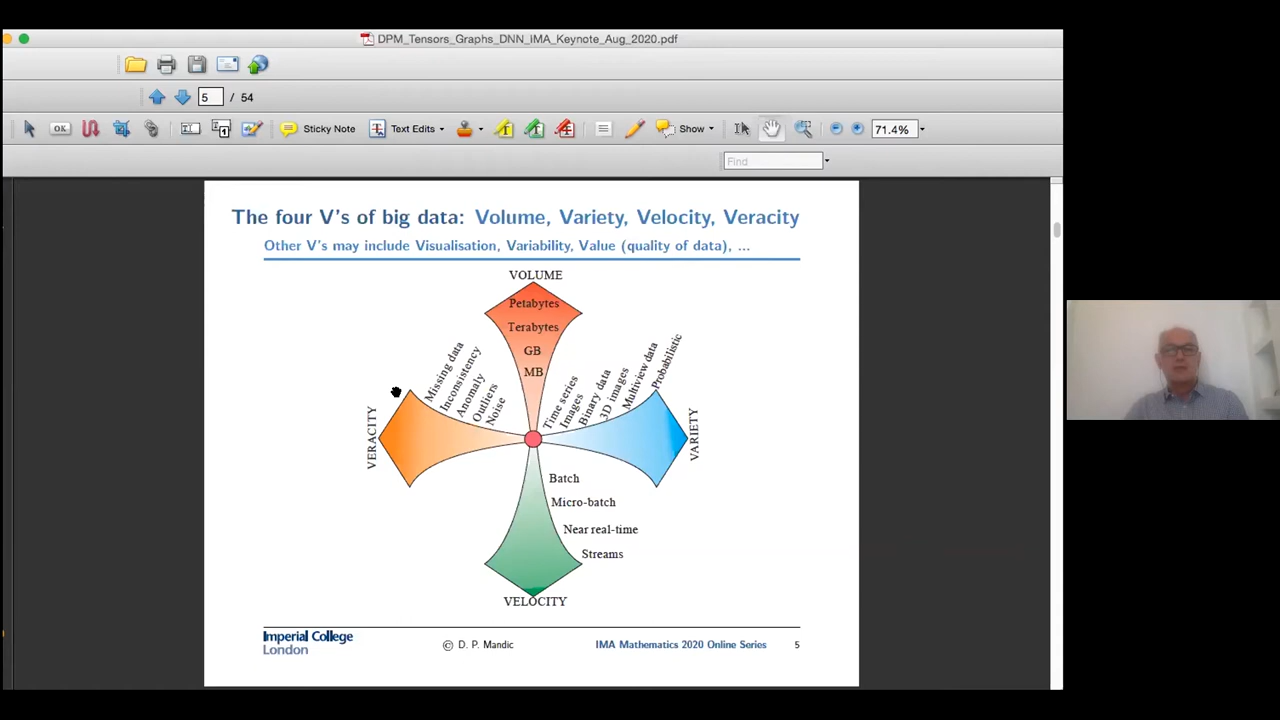 DPM_Tensors_Graphs_DNN_IMA_Keynote_Aug_2020.pdf
5 / 54
OK
Sticky Note
Text Edits
Show
71.4%
Find
The four V's of big data: Volume, Variety, Velocity, Veracity
Other V's may include Visualisation, Variability, Value (quality of data), ...
VOLUME
Petabytes
Terabytes
GB
MB
Missing data
Inconsistency
Anomaly
Outliers
Noise
Time series
Images
Binary data
3D images
Multiview data
Probabilistic
VERACITY
VARIETY
Batch
Micro-batch
Near real-time
Streams
VELOCITY
Imperial College
London
© D. P. Mandic
IMA Mathematics 2020 Online Series
5